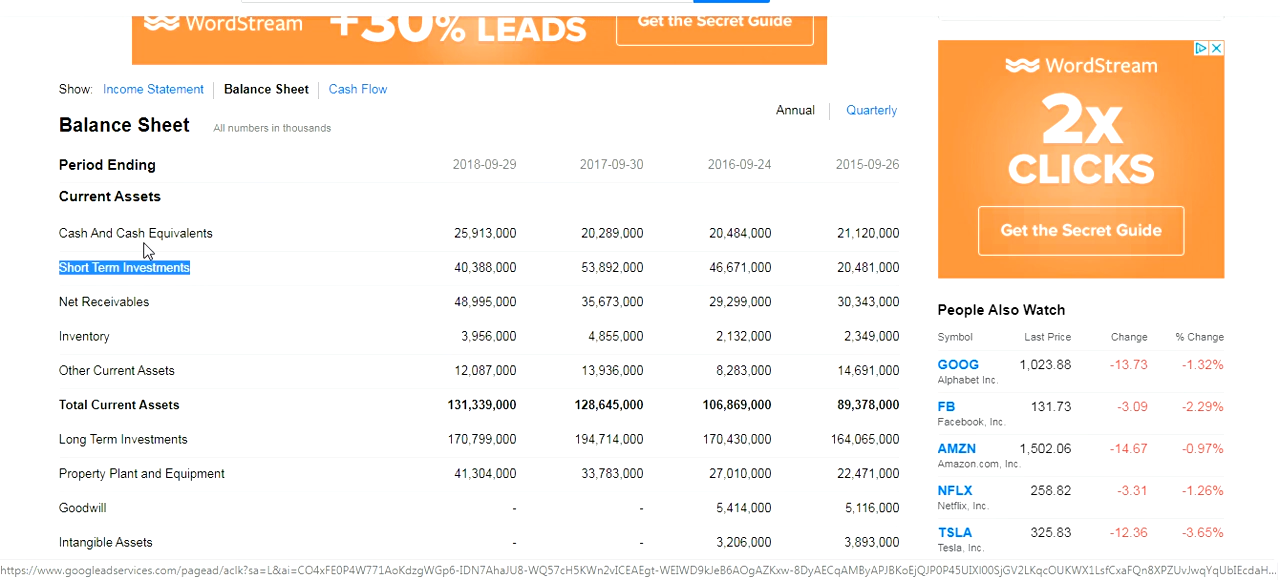 WordStream +30% LEADS Get the Secret Guide
Show: Income Statement Balance Sheet Cash Flow
Annual Quarterly
Balance Sheet All numbers in thousands
Period Ending 2018-09-29 2017-09-30 2016-09-24 2015-09-26
Current Assets
Cash And Cash Equivalents 25,913,000 20,289,000 20,484,000 21,120,000
Short Term Investments 40,388,000 53,892,000 46,671,000 20,481,000
Net Receivables 48,995,000 35,673,000 29,299,000 30,343,000
Inventory 3,956,000 4,855,000 2,132,000 2,349,000
Other Current Assets 12,087,000 13,936,000 8,283,000 14,691,000
Total Current Assets 131,339,000 128,645,000 106,869,000 89,378,000
Long Term Investments 170,799,000 194,714,000 170,430,000 164,065,000
Property Plant and Equipment 41,304,000 33,783,000 27,010,000 22,471,000
Goodwill - - 5,414,000 5,116,000
Intangible Assets - - 3,206,000 3,893,000
WordStream
2x
CLICKS
Get the Secret Guide
People Also Watch
Symbol Last Price Change % Change
GOOG 1,023.88 -13.73 -1.32%
Alphabet Inc.
FB 131.73 -3.09 -2.29%
Facebook, Inc.
AMZN 1,502.06 -14.67 -0.97%
Amazon.com, Inc.
NFLX 258.82 -3.31 -1.26%
Netflix, Inc.
TSLA 325.83 -12.36 -3.65%
Tesla, Inc.